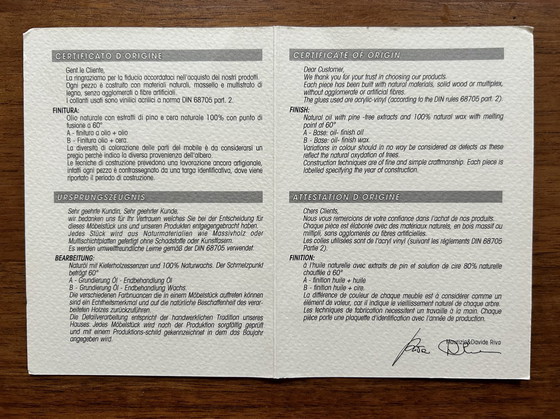 CERTIFICATO D'ORIGINE
Gent.le Cliente,
La ringraziamo per la fiducia accordataci nell'acquisto dei nostri prodotti.
Ogni pezzo è costruito con materiali naturali, massello e multistrato di
legno, senza agglomerati o fibre artificiali.
I collanti usati sono vinilici acrilici a norma DIN 68705 part. 2.
FINITURA:
Olio naturale con estratti di pino e cera naturale 100% con punto di
fusione a 60°
A - finitura a olio + olio
B - Finitura olio + cera.
La diversità di colorazione delle parti del mobile è da considerarsi un
pregio perché indica la diversa provenienza dell'albero.
Le tecniche di costruzione prevedono una lavorazione ancora artigianale,
infatti ogni pezzo è contrassegnato da una targa identificativa, dove viene
riportato il periodo di costruzione.
URSPRUNGSZEUGNIS
Sehr geehrte Kundin, Sehr geehrter Kunde,
wir bedanken uns für Ihr Vertrauen welches Sie bei der Entscheidung für
dieses Möbelstück uns und unseren Produkten entgegengebracht haben.
Jedes Stück wird aus Naturmaterialien wie Massivholz oder
Multischichtplatten gefertigt ohne Schadstoffe oder Kunstfasern.
Es werden umweltfreundliche Leime gemäß der DIN 68705 verwendet
BEARBEITUNG:
Naturöl mit Kieferholzessenzen und 100% Naturwachs. Der Schmelzpunkt
beträgt 60°
A - Grundierung Öl - Endbehandlung Öl
B - Grundierung Öl - Endbehandlung Wachs.
Die verschiedenen Farbnuancen die in einem Möbelstück auftreten können
sind ein Echtheitsmerkmal und auf die natürliche Beschaffenheit des verar-
beiteten Holzes zurückzuführen.
Die Detailverarbeitung entspricht der handwerklichen Tradition unseres
Hauses. Jedes Möbelstück wird nach der Produktion sorgfältig geprüft
und mit einem Produktions-schild gekennzeichnet in dem das Baujahr
angegeben wird.
CERTIFICATE OF ORIGIN
Dear Customer,
We thank you for your trust in choosing our products.
Each piece has been built with natural materials, solid wood or multiplex,
without agglomerate or artificial fibres.
The glues used are acrylic-vinyl (according to the DIN rules 68705 part. 2)
FINISH:
Natural oil with pine-tree extracts and 100% natural wax with melting
point of 60°
A - Base: oil- finish oil.
B - Base: oil- finish wax.
Variations in colour should in no way be considered as defects as these
reflect the natural oxydation of trees.
Construction techniques are of fine and simple craftmanship. Each piece is
labelled specifying the year of construction.
ATTESTATION D'ORIGINE
Chers Clients,
Nous vous remercions de votre confiance dans l'achat de nos produits.
Chaque pièce est élaborée avec des matériaux naturels, en bois massif ou
multipli, sans agglomerés ou fibres artificielles.
Les colles utilisées sont de l'acryl vinyl (suivant les réglements DIN 68705
Partie 2).
FINITION:
à l'huile naturelle avec extraits de pin et solution de cire 80% naturelle
chauffée à 60°
A - finition huile + huile
B - finition huile + cire.
La différence de couleur de chaque meuble est à considérer comme un
élément de valeur, car il indique le vieillissement naturel de chaque arbre.
Les techniques de fabrication necéssitent un travaille à la main. Chaque
pièce porte une plaquette d'identification avec l'année de production.
Maurizio&Davide Riva